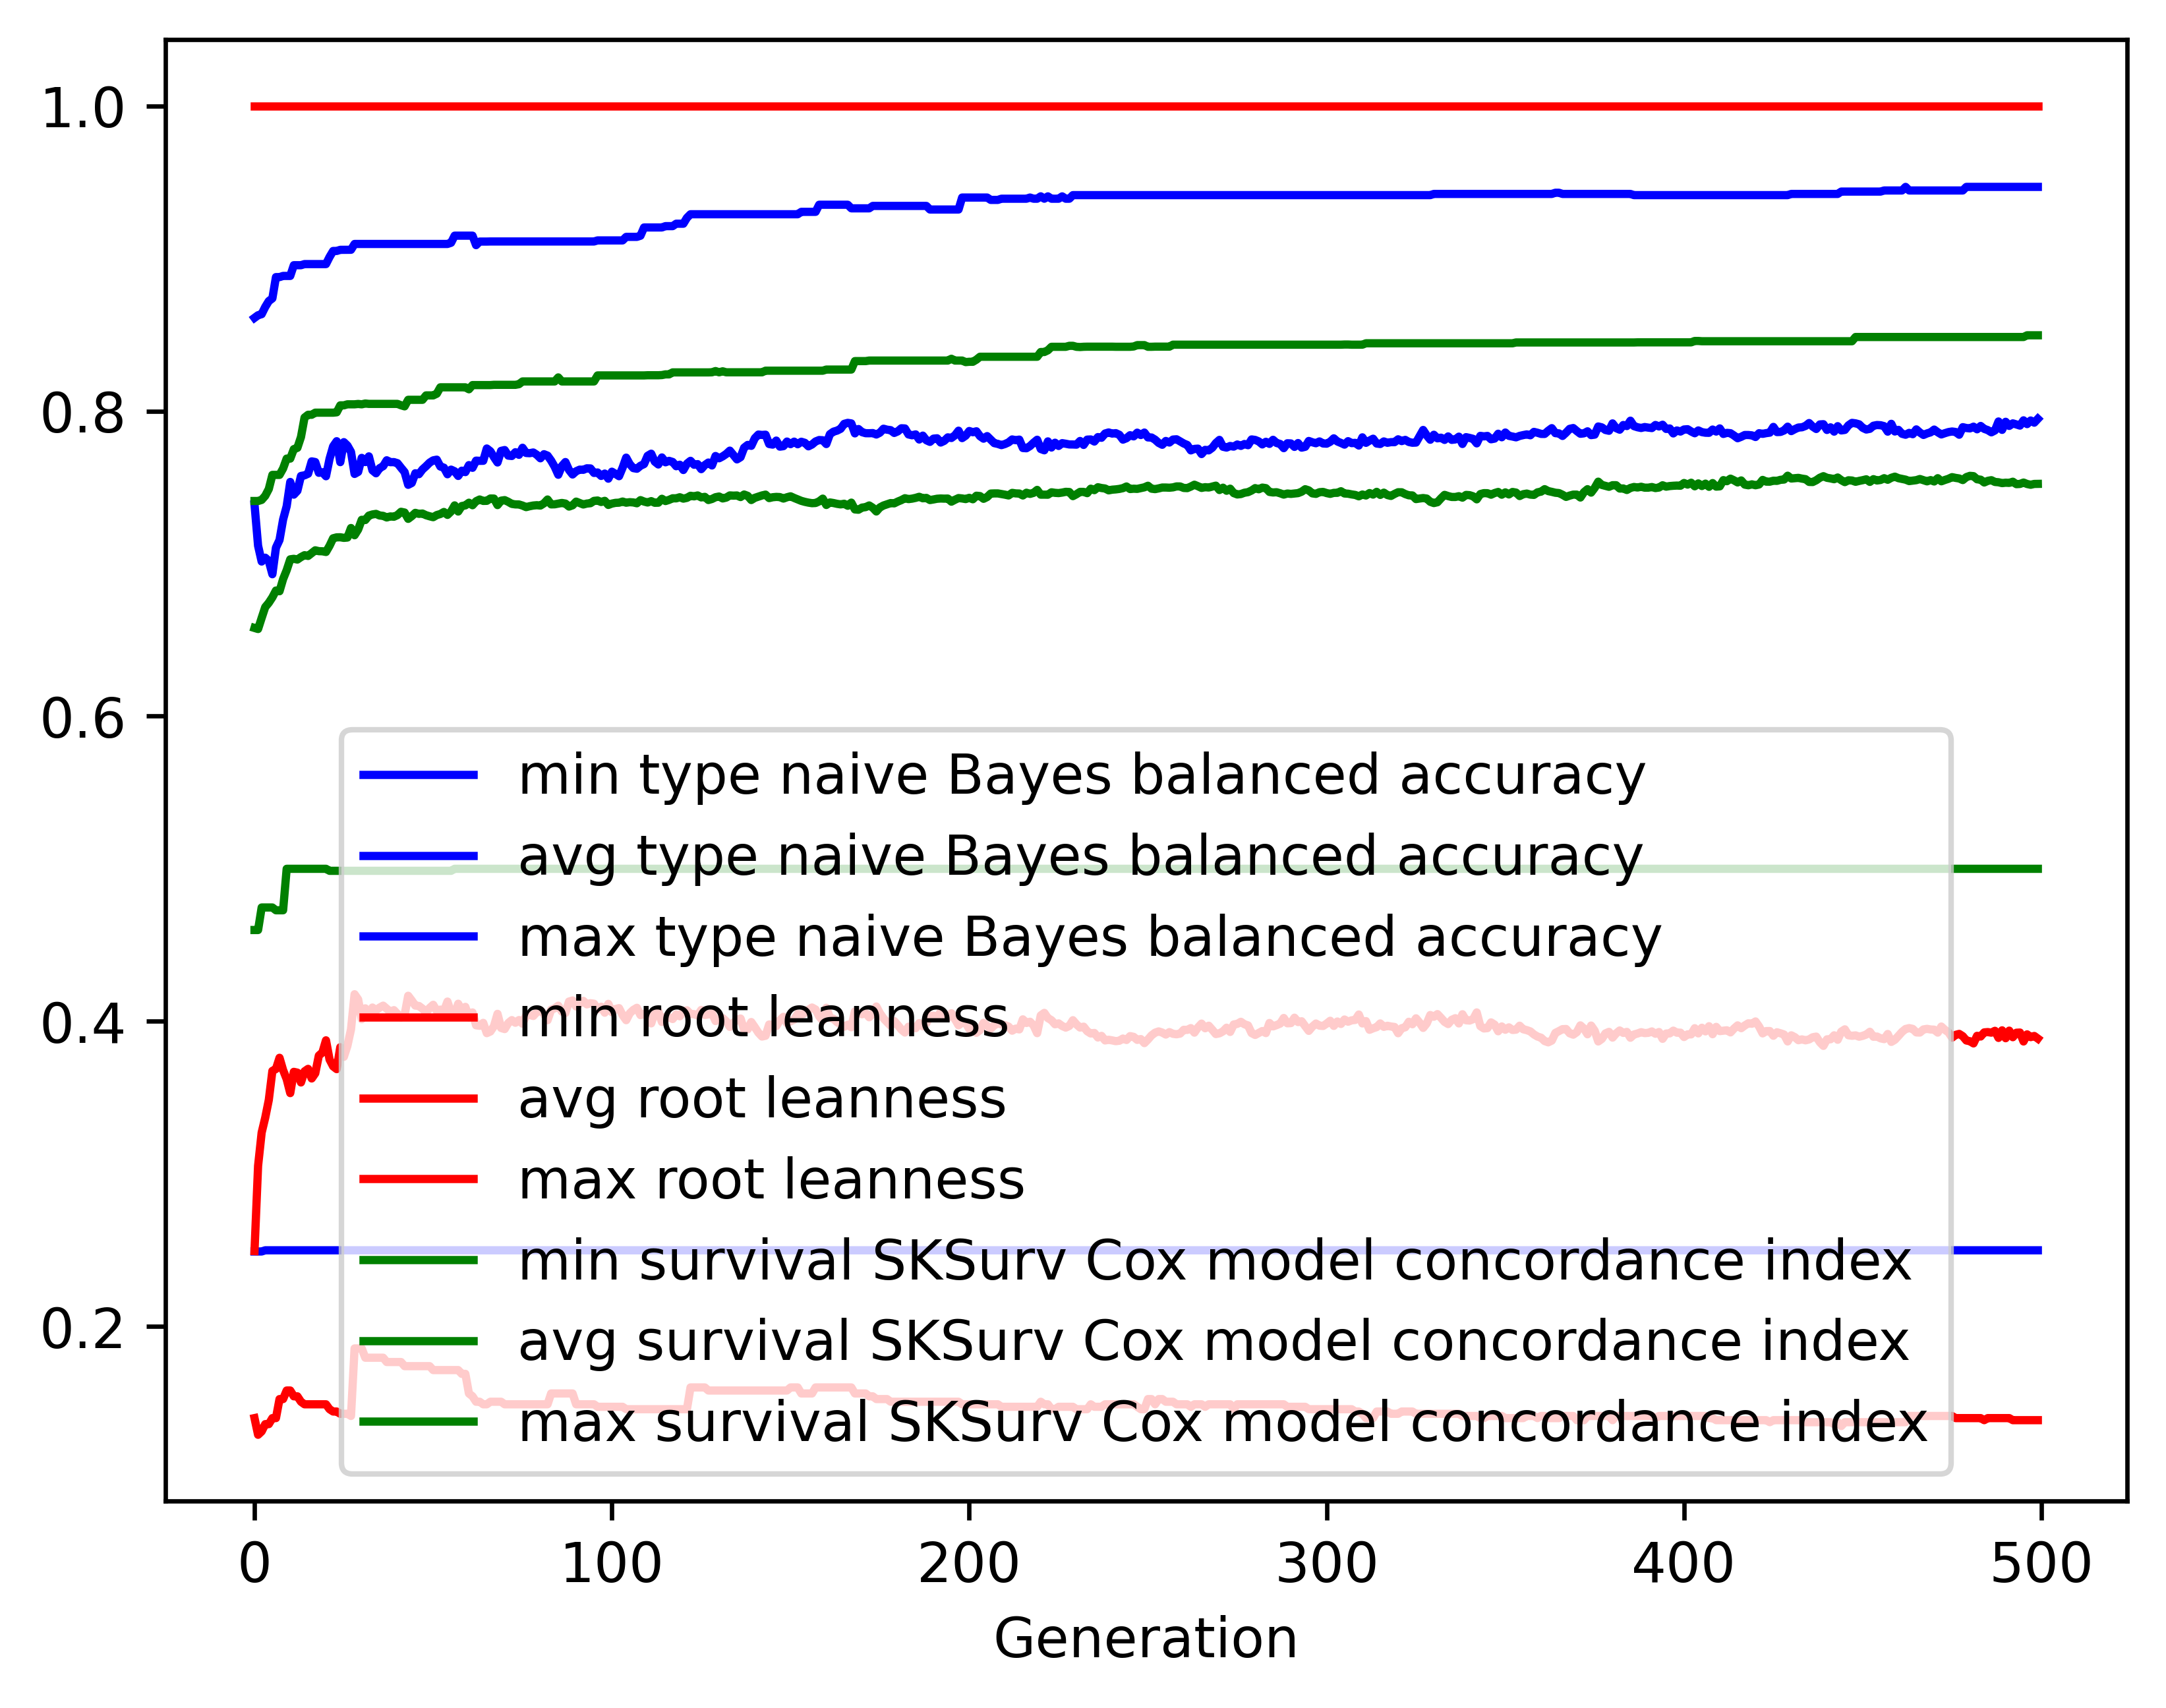 1.0
0.8
0.6
0.4
0.2
min type naive Bayes balanced accuracy
avg type naive Bayes balanced accuracy
max type naive Bayes balanced accuracy
min root leanness
avg root leanness
max root leanness
min survival SKSurv Cox model concordance index
avg survival SKSurv Cox model concordance index
max survival SKSurv Cox model concordance index
0 100 200 300 400 500
Generation